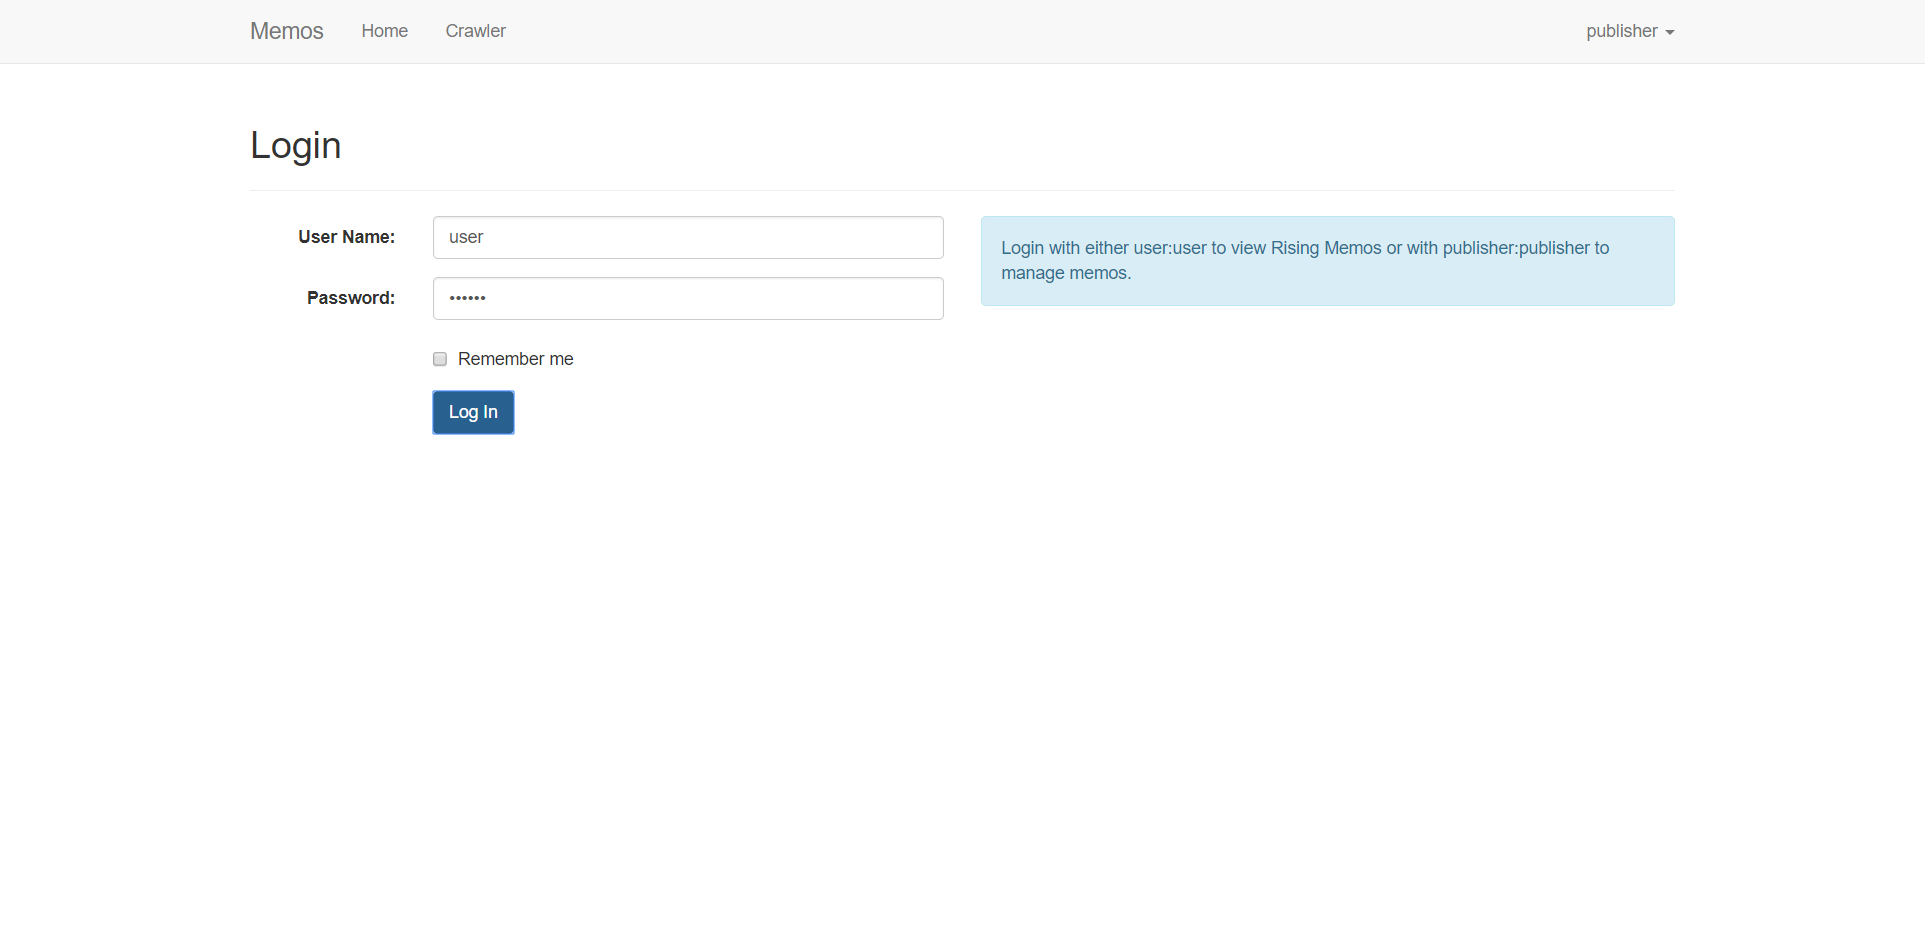 Memos Home Crawler publisher
Login
User Name: user
Password: ••••••
Login with either user:user to view Rising Memos or with publisher:publisher to
manage memos.
Remember me
Log In